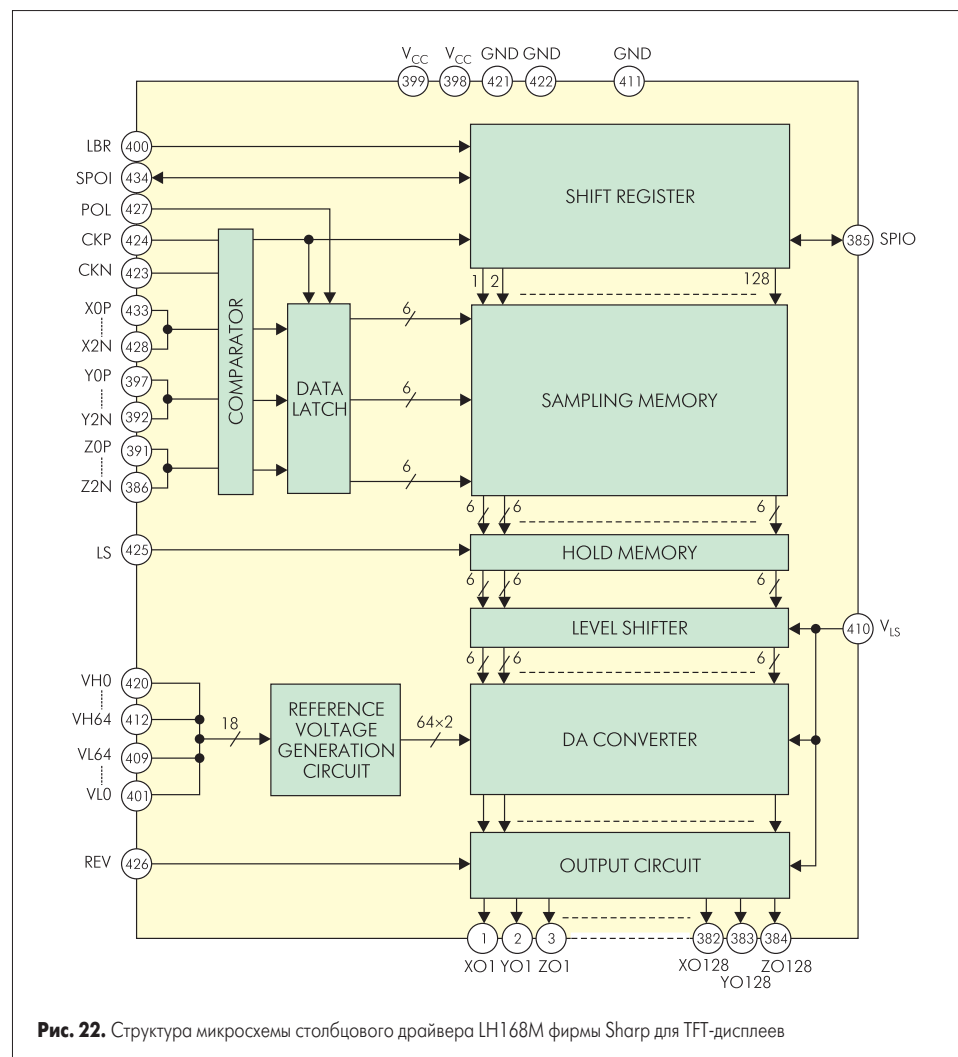 V_CC V_CC GND GND GND
399 398 421 422 411
LBR 400
SPOI 434
POL 427
CKP 424
CKN 423
X0P 433
X2N 428
Y0P 397
Y2N 392
Z0P 391
Z2N 386
LS 425
VH0 420
VH64 412
VL64 409
VL0 401
REV 426
COMPARATOR
DATA
LATCH
6
6
6
SHIFT REGISTER
385 SPIO
1 2 128
SAMPLING MEMORY
6 6 6
HOLD MEMORY
6 6 6
LEVEL SHIFTER
410 V_LS
6 6 6
18
REFERENCE
VOLTAGE
GENERATION
CIRCUIT
64×2
DA CONVERTER
OUTPUT CIRCUIT
1 2 3 382 383 384
XO1 YO1 ZO1 XO128 ZO128
YO128
Рис. 22. Структура микросхемы столбцового драйвера LH168M фирмы Sharp для TFT-дисплеев